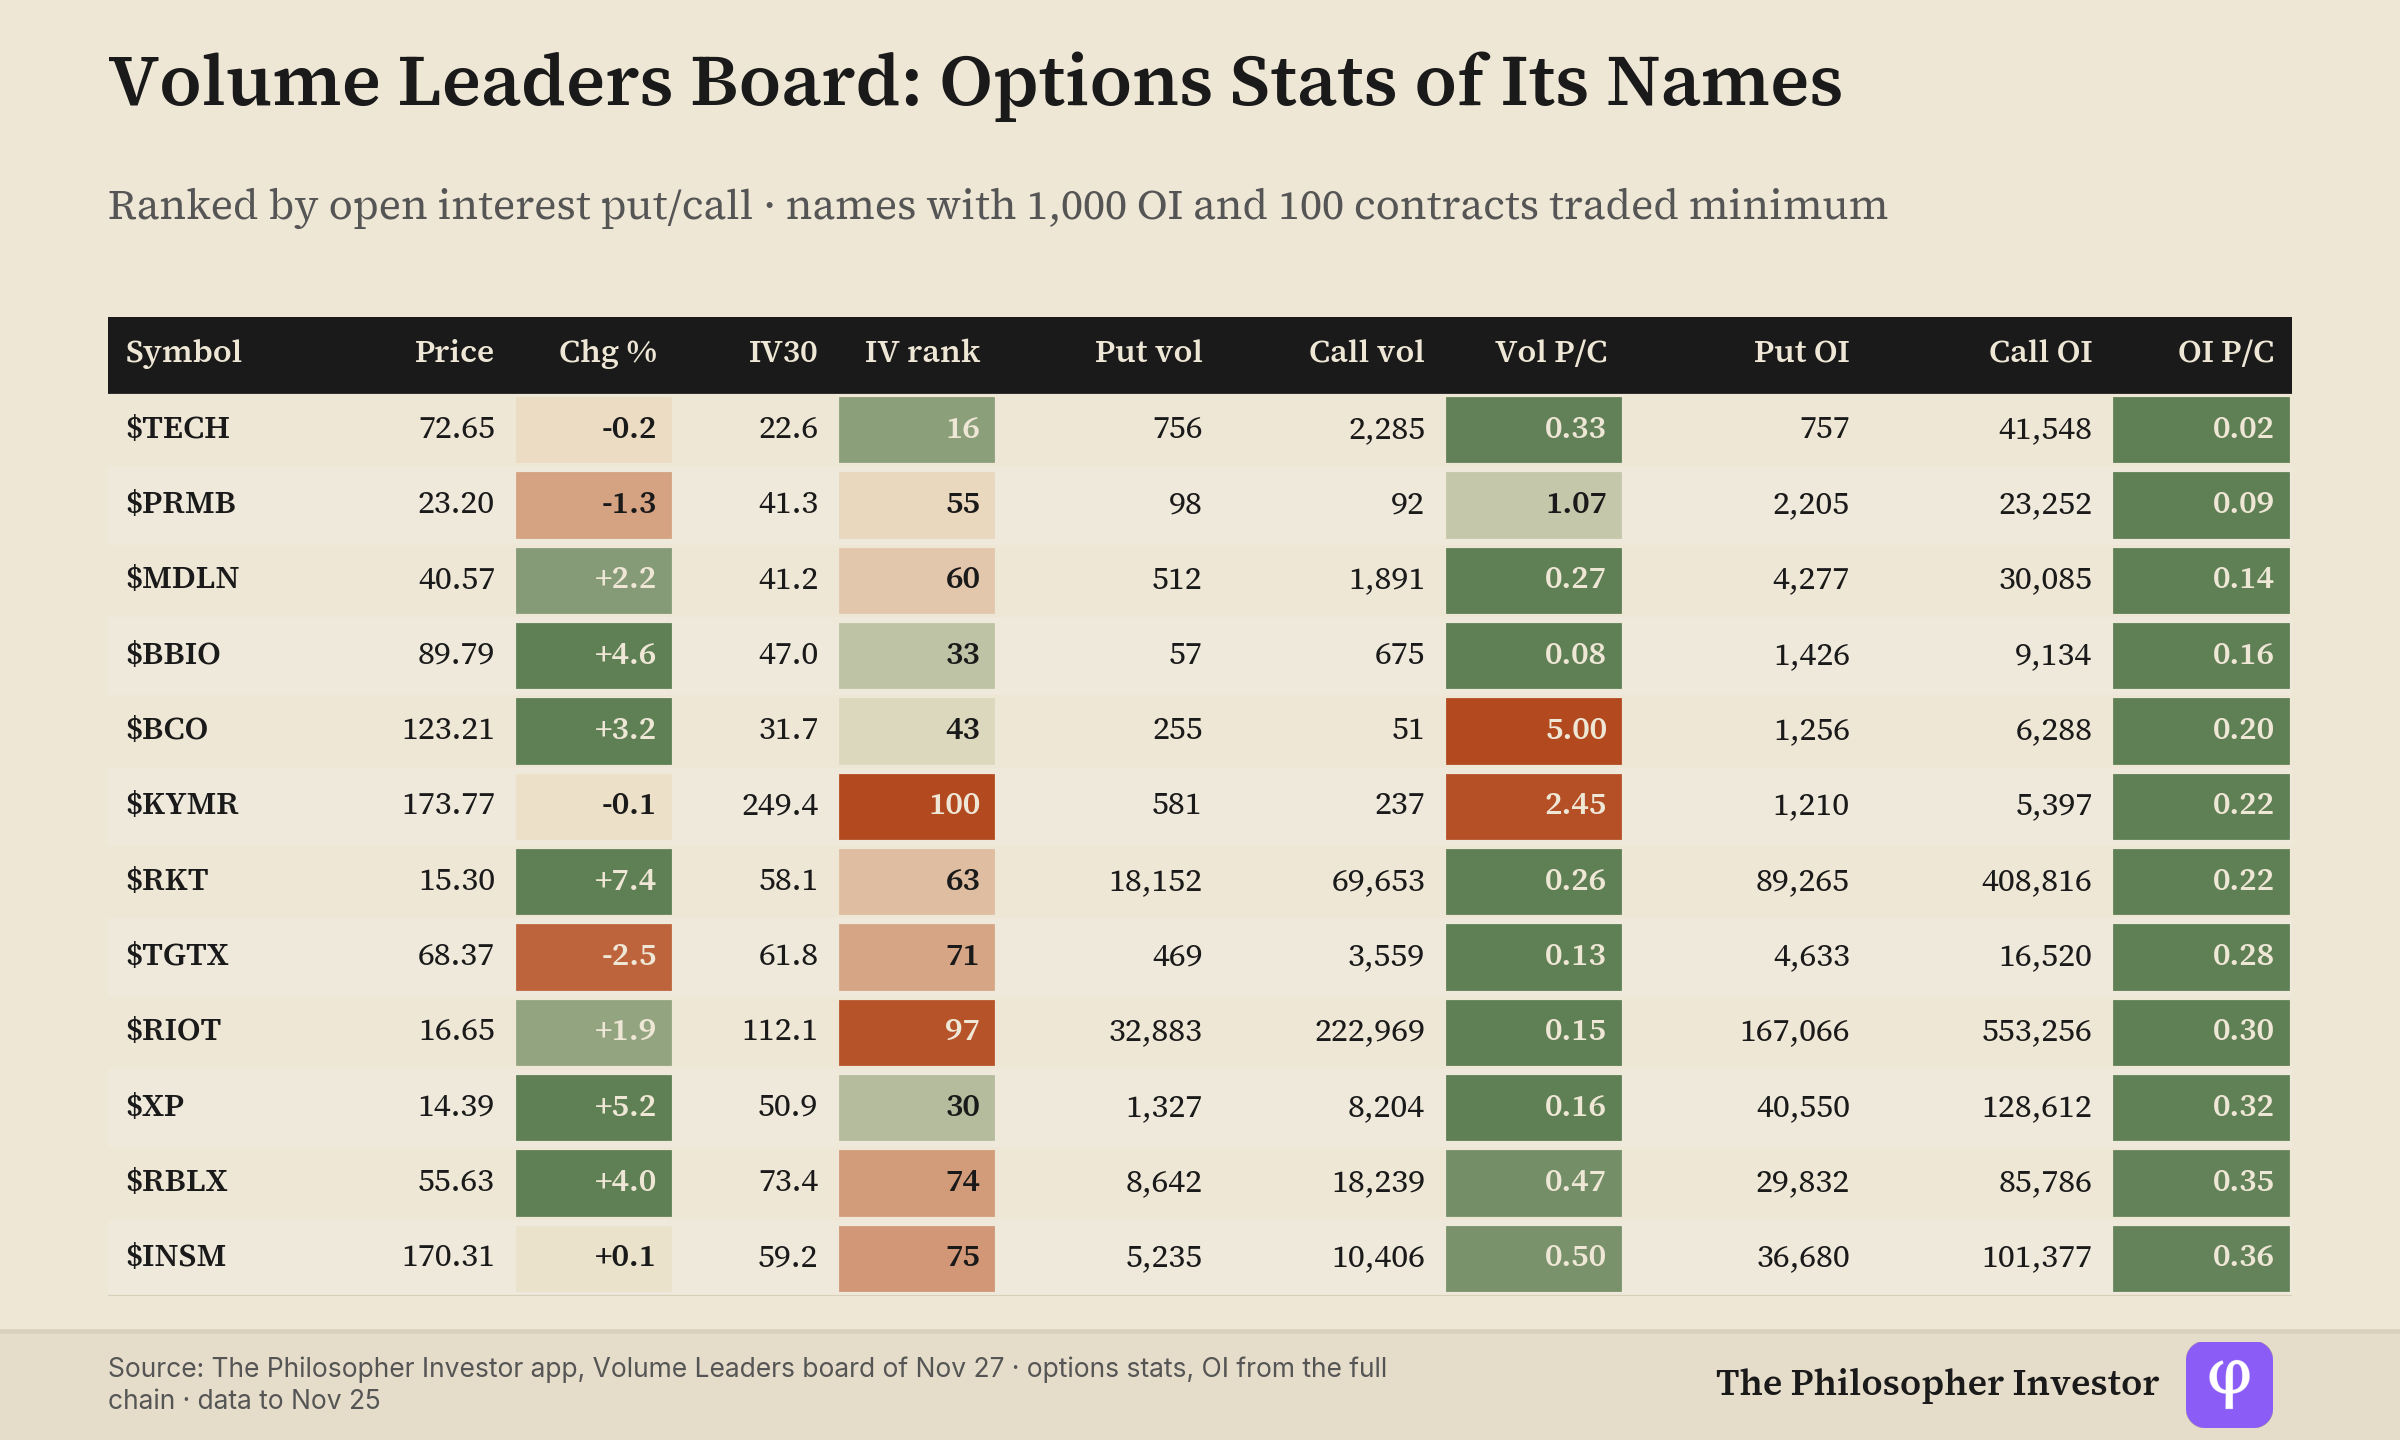 Volume Leaders Board: Options Stats of Its Names
Ranked by open interest put/call · names with 1,000 OI and 100 contracts traded minimum
Symbol Price Chg % IV30 IV rank Put vol Call vol Vol P/C Put OI Call OI OI P/C
$TECH 72.65 -0.2 22.6 16 756 2,285 0.33 757 41,548 0.02
$PRMB 23.20 -1.3 41.3 55 98 92 1.07 2,205 23,252 0.09
$MDLN 40.57 +2.2 41.2 60 512 1,891 0.27 4,277 30,085 0.14
$BBIO 89.79 +4.6 47.0 33 57 675 0.08 1,426 9,134 0.16
$BCO 123.21 +3.2 31.7 43 255 51 5.00 1,256 6,288 0.20
$KYMR 173.77 -0.1 249.4 100 581 237 2.45 1,210 5,397 0.22
$RKT 15.30 +7.4 58.1 63 18,152 69,653 0.26 89,265 408,816 0.22
$TGTX 68.37 -2.5 61.8 71 469 3,559 0.13 4,633 16,520 0.28
$RIOT 16.65 +1.9 112.1 97 32,883 222,969 0.15 167,066 553,256 0.30
$XP 14.39 +5.2 50.9 30 1,327 8,204 0.16 40,550 128,612 0.32
$RBLX 55.63 +4.0 73.4 74 8,642 18,239 0.47 29,832 85,786 0.35
$INSM 170.31 +0.1 59.2 75 5,235 10,406 0.50 36,680 101,377 0.36
Source: The Philosopher Investor app, Volume Leaders board of Nov 27 · options stats, OI from the full
chain · data to Nov 25
The Philosopher Investor φ